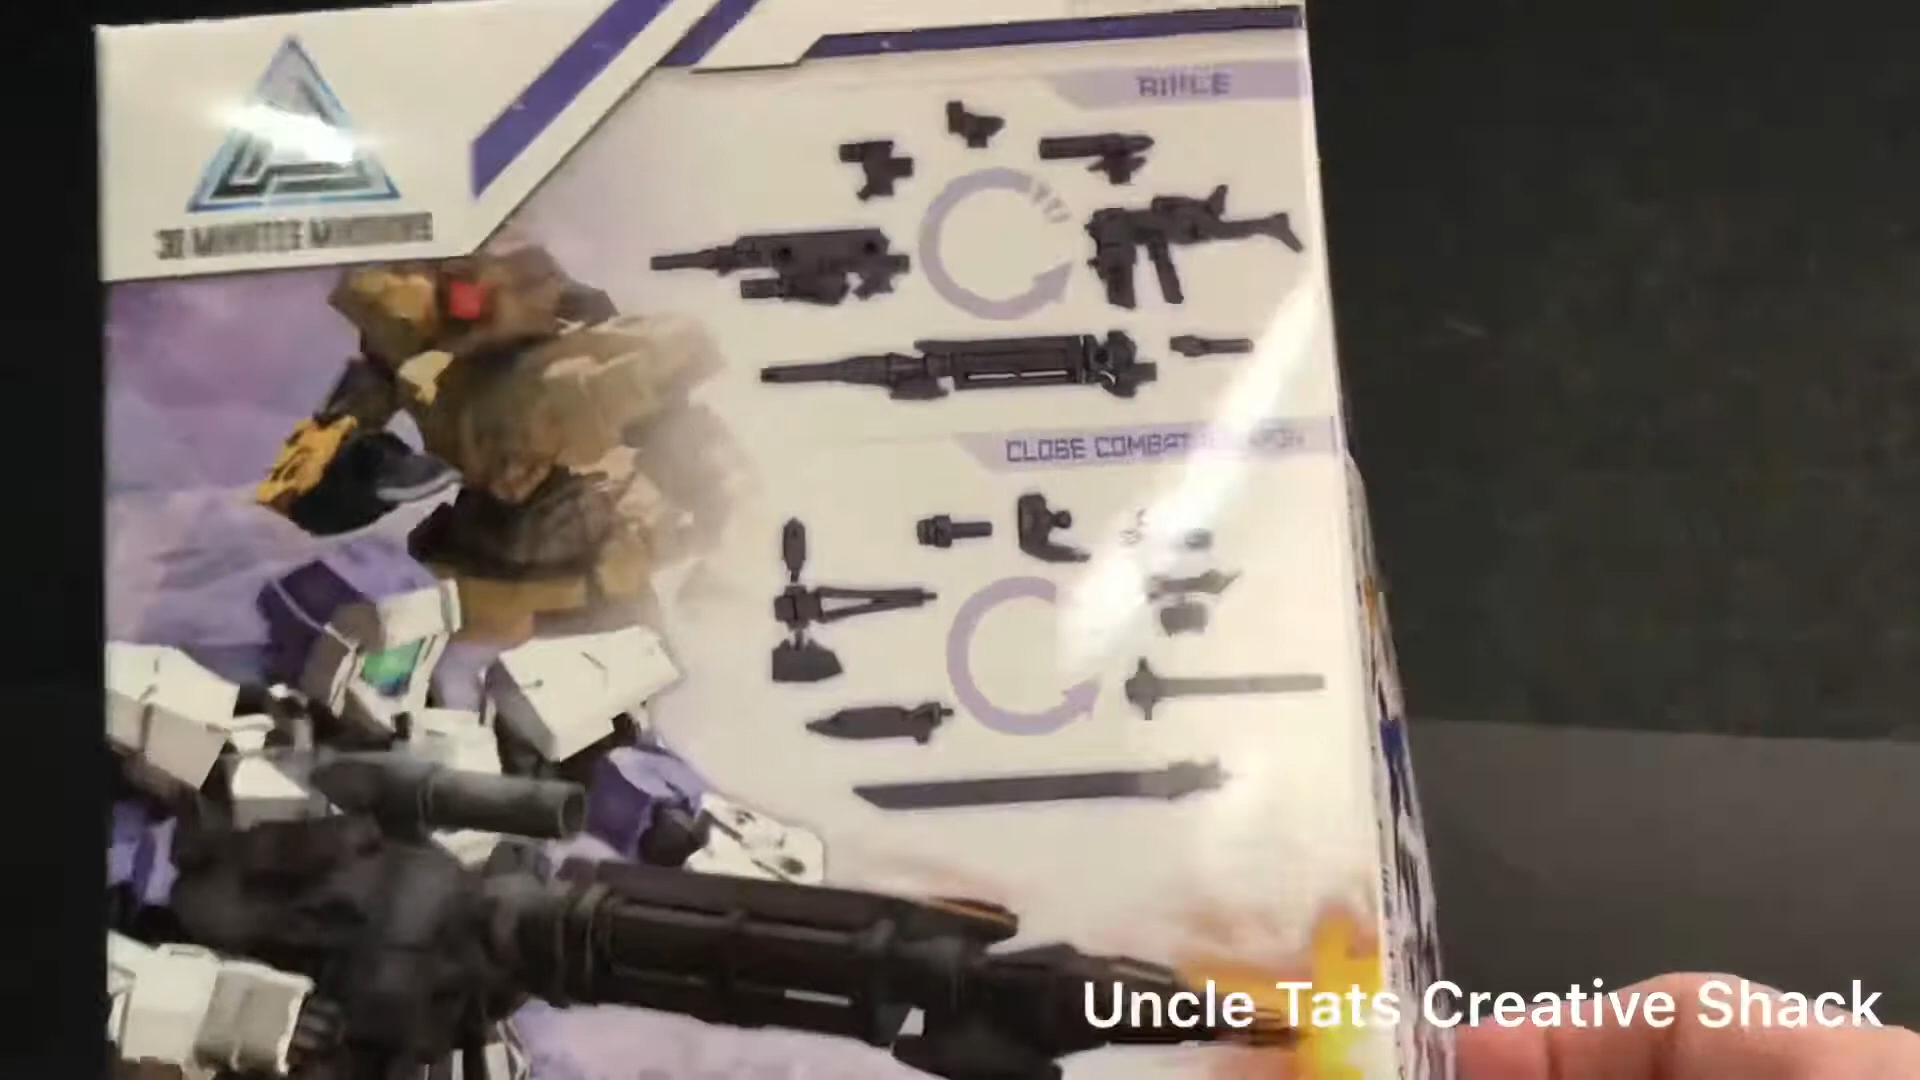 30 MINUTES MISSIONS
RIFLE
CLOSE COMBAT
Uncle Tats Creative Shack